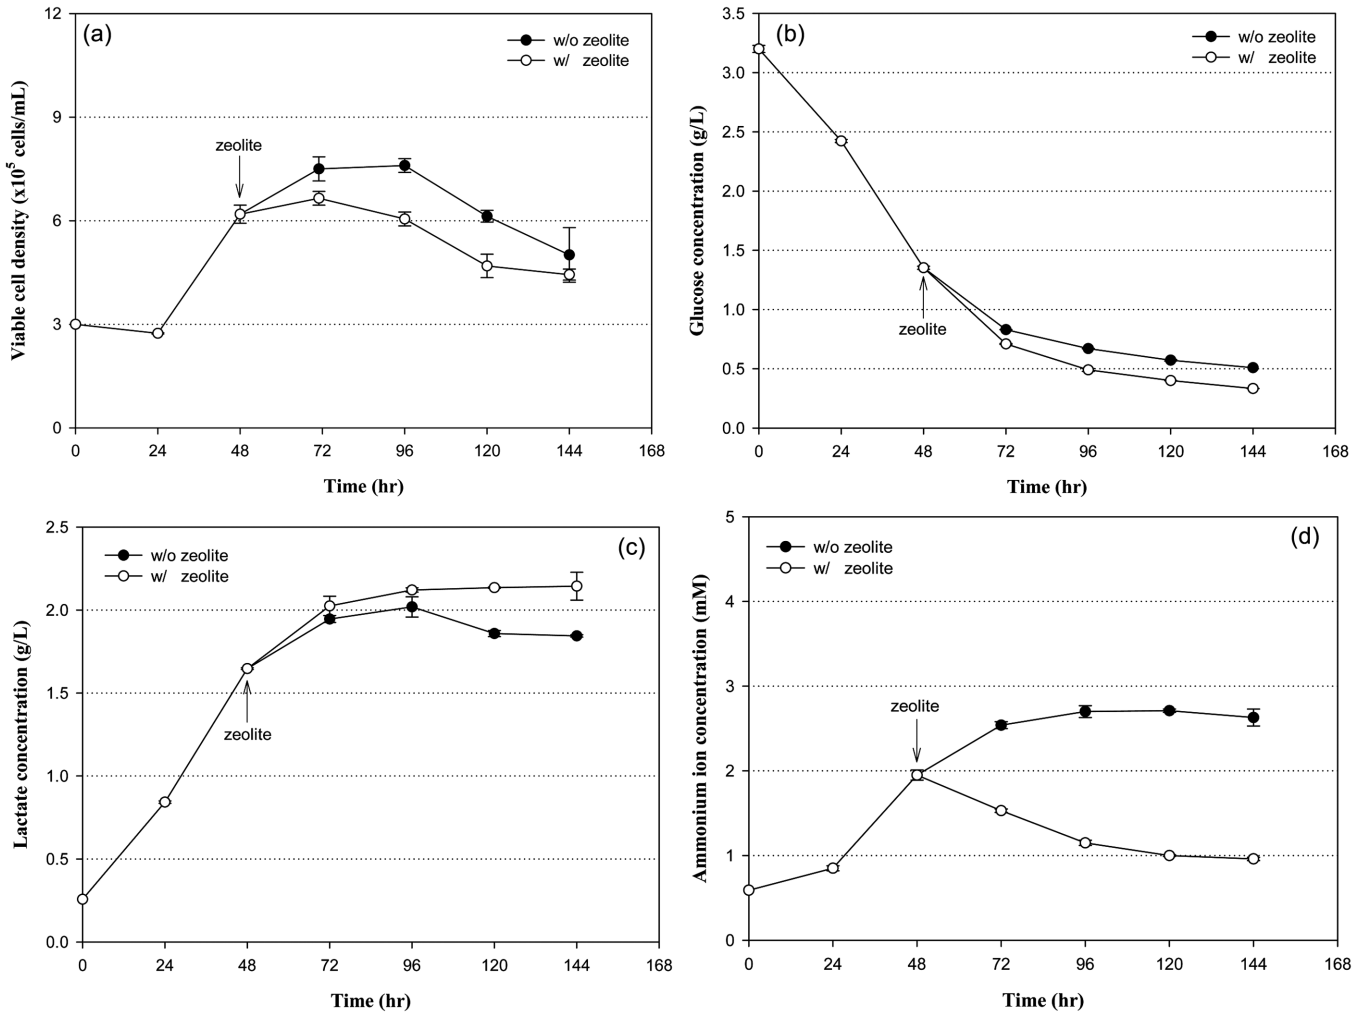 (a)
w/o zeolite
w/ zeolite
zeolite
Viable cell density (x10⁵ cells/mL)
12
9
6
3
0
0 24 48 72 96 120 144 168
Time (hr)
(b)
w/o zeolite
w/ zeolite
zeolite
Glucose concentration (g/L)
3.5
3.0
2.5
2.0
1.5
1.0
0.5
0.0
0 24 48 72 96 120 144 168
Time (hr)
(c)
w/o zeolite
w/ zeolite
zeolite
Lactate concentration (g/L)
2.5
2.0
1.5
1.0
0.5
0.0
0 24 48 72 96 120 144 168
Time (hr)
(d)
w/o zeolite
w/ zeolite
zeolite
Ammonium ion concentration (mM)
5
4
3
2
1
0
0 24 48 72 96 120 144 168
Time (hr)